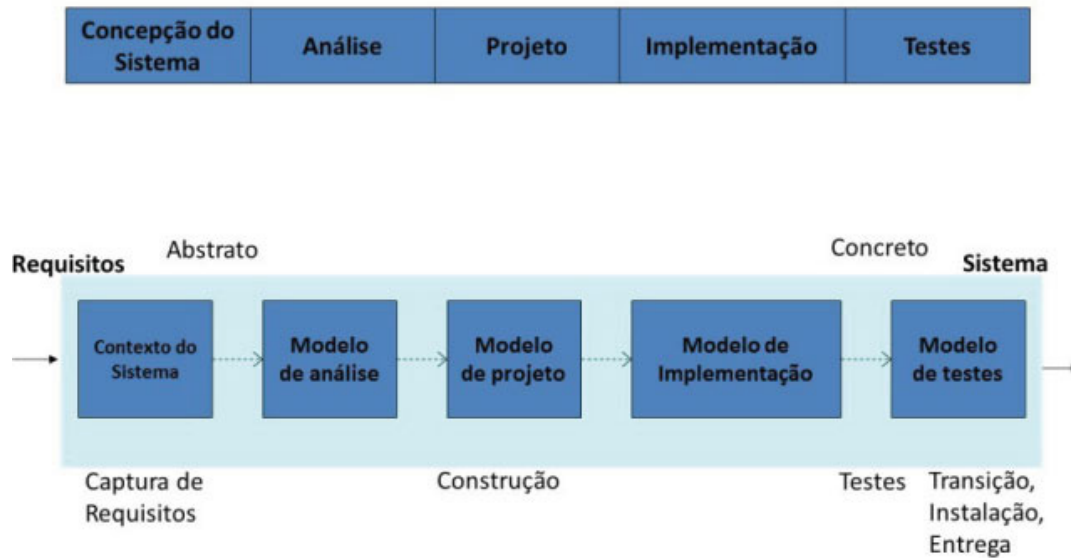 Concepção do
Sistema
Análise
Projeto
Implementação
Testes
Abstrato
Concreto
Requisitos
Sistema
Contexto do
Sistema
Modelo
de análise
Modelo
de projeto
Modelo de
Implementação
Modelo
de testes
Captura de
Requisitos
Construção
Testes
Transição,
Instalação,
Entrega